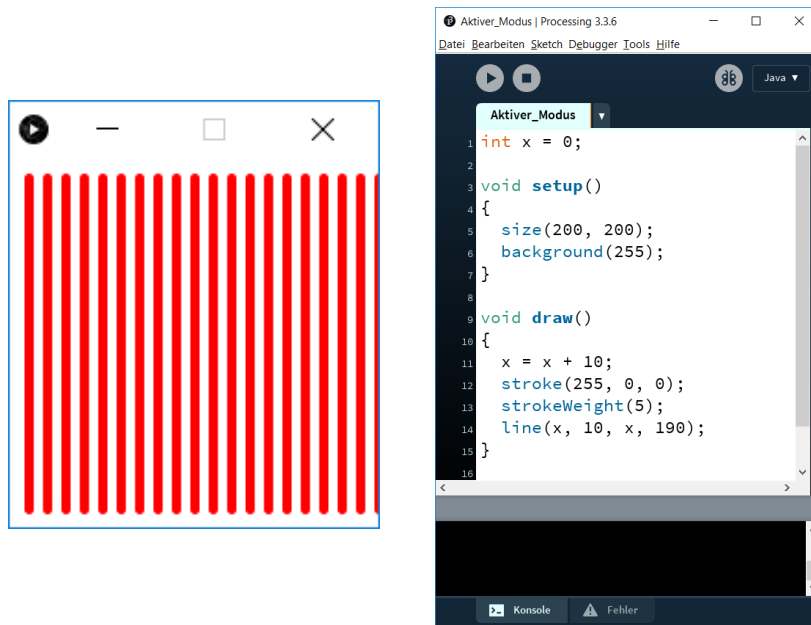 Aktiver_Modus | Processing 3.3.6
Datei Bearbeiten Sketch Debugger Tools Hilfe
Java ▼
Aktiver_Modus ▼
1 int x = 0;
2
3 void setup()
4 {
5   size(200, 200);
6   background(255);
7 }
8
9 void draw()
10 {
11   x = x + 10;
12   stroke(255, 0, 0);
13   strokeWeight(5);
14   line(x, 10, x, 190);
15 }
16
Konsole Fehler